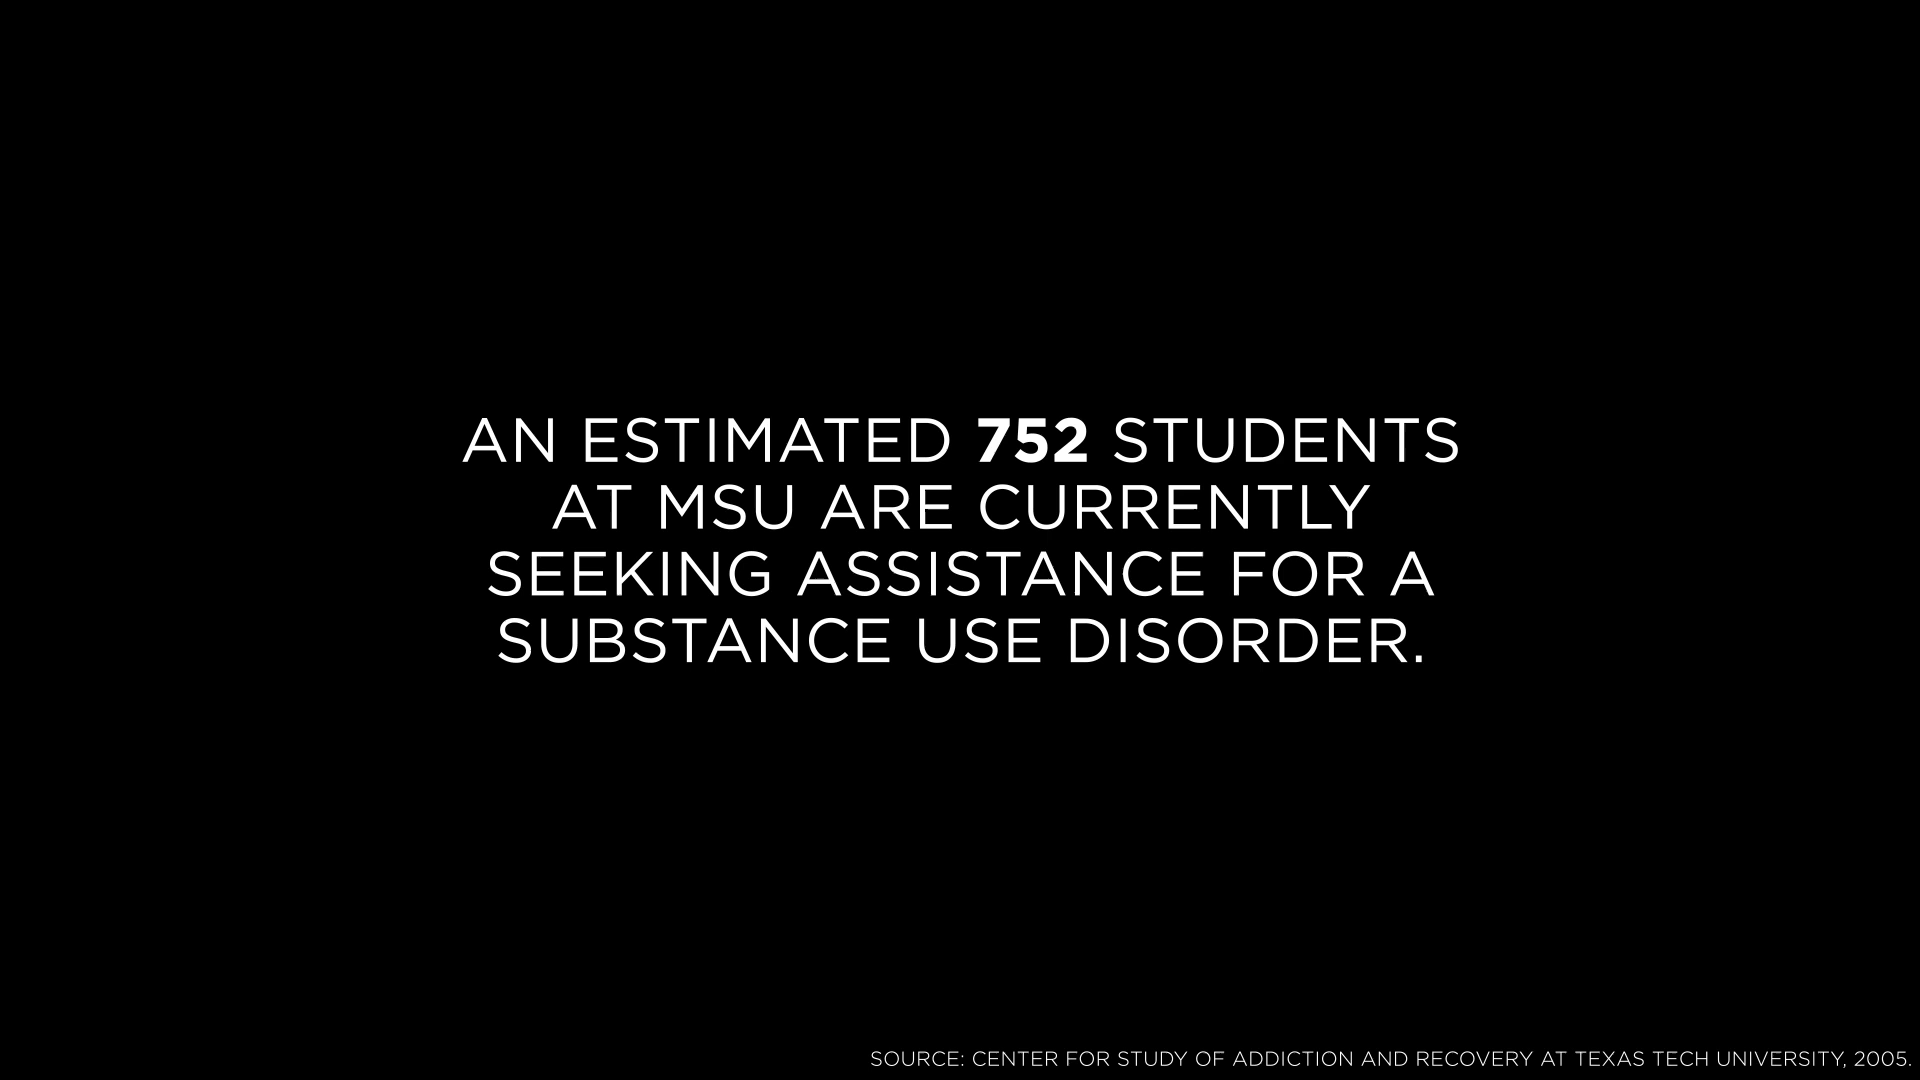 AN ESTIMATED 752 STUDENTS
AT MSU ARE CURRENTLY
SEEKING ASSISTANCE FOR A
SUBSTANCE USE DISORDER.
SOURCE: CENTER FOR STUDY OF ADDICTION AND RECOVERY AT TEXAS TECH UNIVERSITY, 2005.